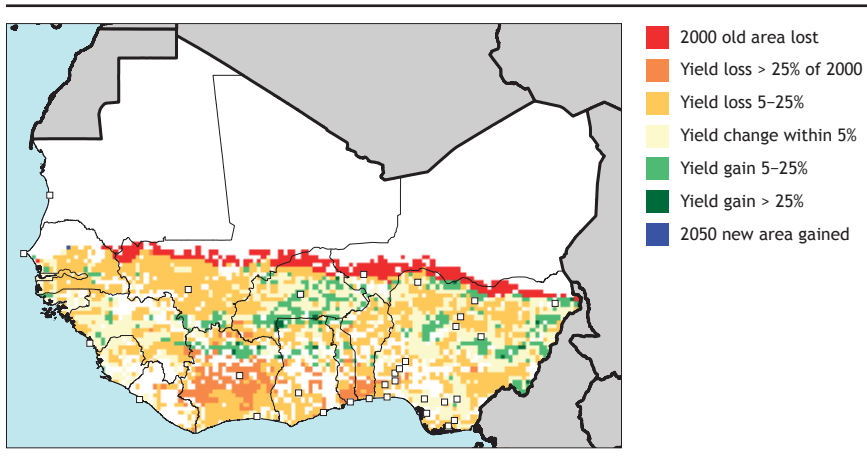 2000 old area lost
Yield loss > 25% of 2000
Yield loss 5–25%
Yield change within 5%
Yield gain 5–25%
Yield gain > 25%
2050 new area gained